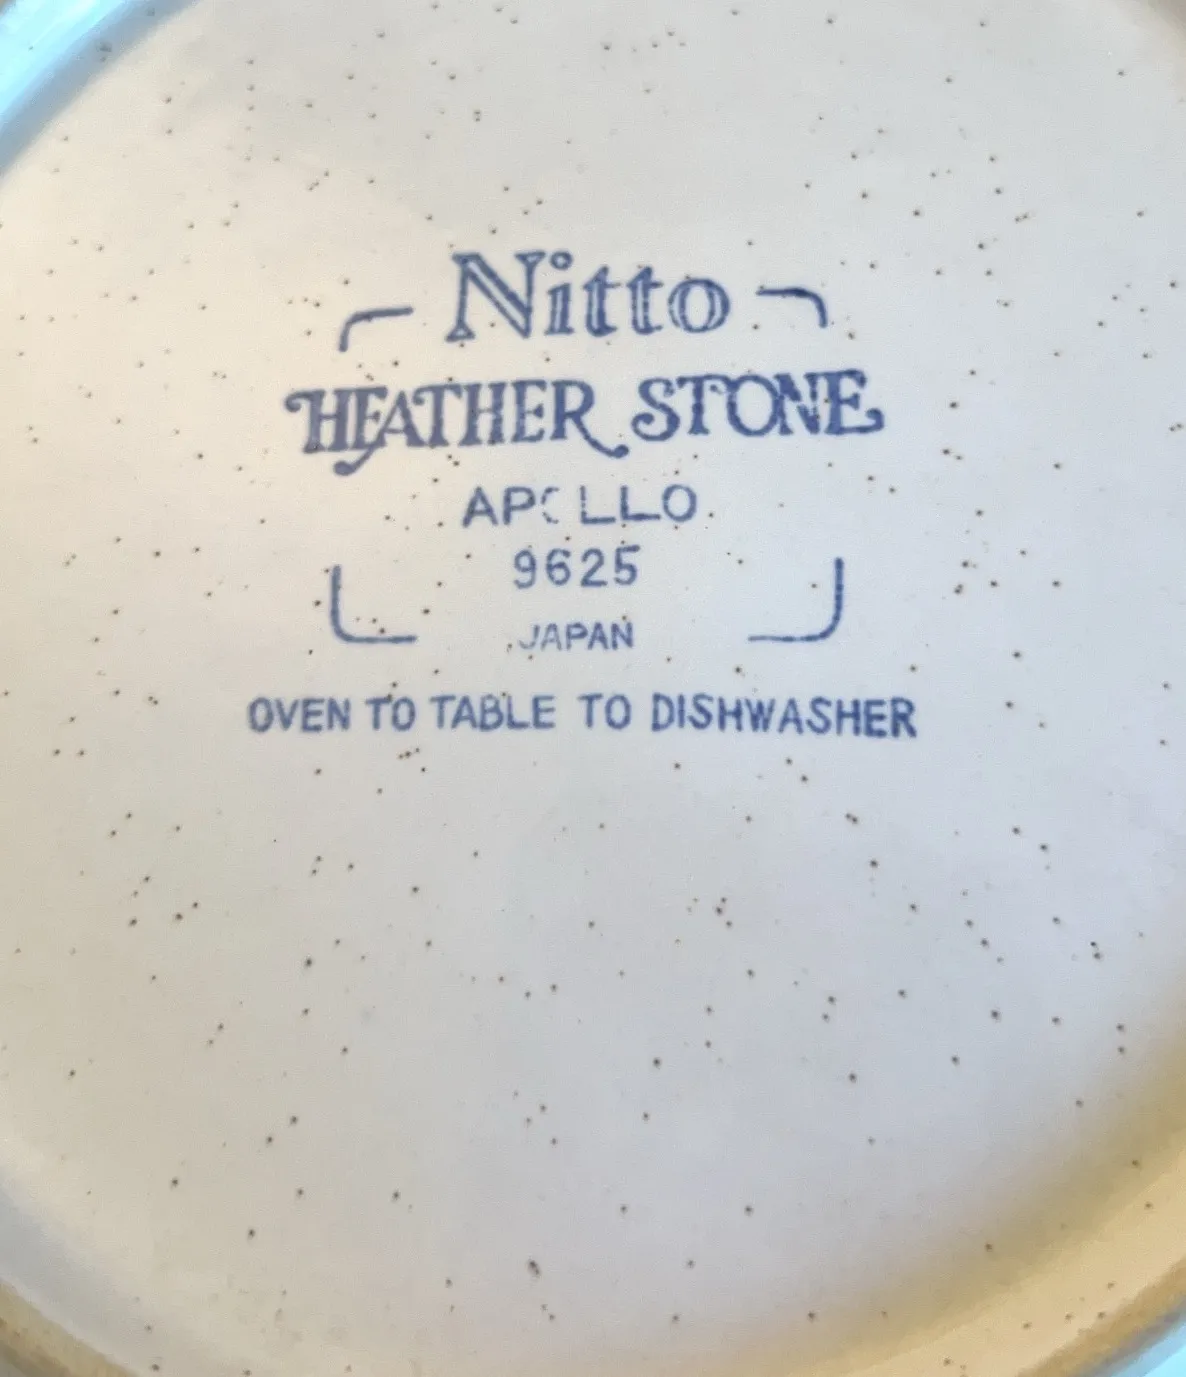 Nitto
HEATHER STONE
APOLLO
9625
JAPAN
OVEN TO TABLE TO DISHWASHER